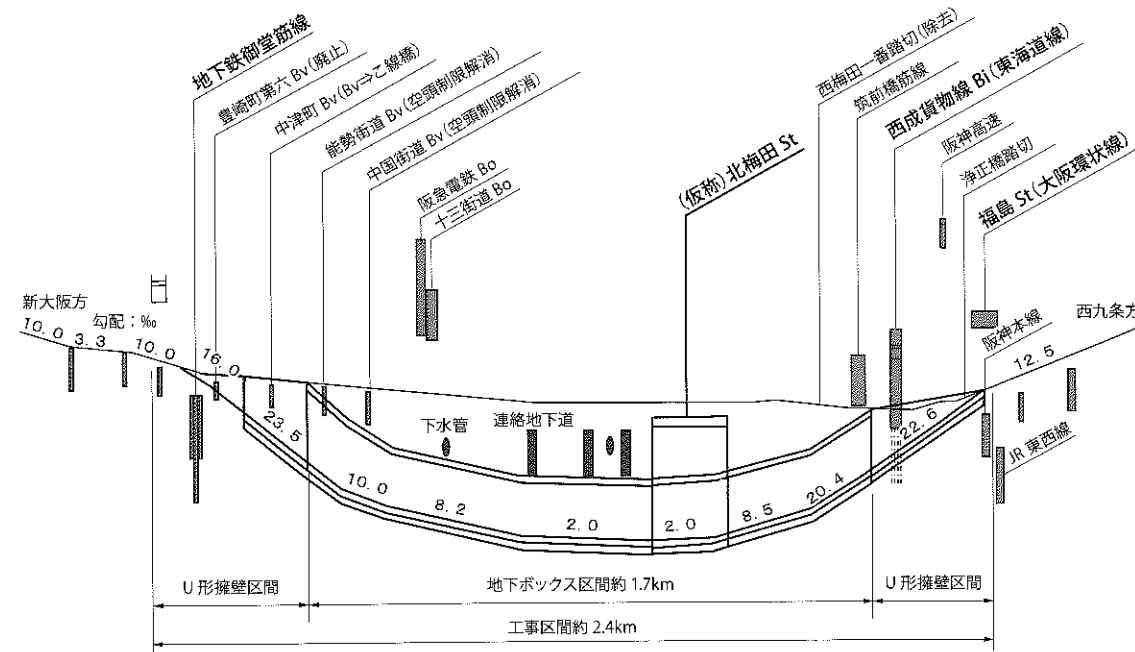 地下鉄御堂筋線
豊崎町第六 Bv(廃止)
中津町 Bv(Bv⇒こ線橋)
能勢街道 Bv(空頭制限解消)
中国街道 Bv(空頭制限解消)
阪急電鉄 Bo
十三街道 Bo
(仮称)北梅田 St
西梅田一番踏切(除去)
筑前橋筋線
西成貨物線 Bi(東海道線)
阪神高速
浄正橋踏切
福島 St(大阪環状線)
新大阪方
勾配：‰
10.0
3.3
10.0
16.0
阪神本線
西九条方
12.5
下水管
連絡地下道
23.5
10.0
8.2
2.0
2.0
8.5
20.4
22.6
JR 東西線
U 形擁壁区間
地下ボックス区間約 1.7km
U 形擁壁区間
工事区間約 2.4km